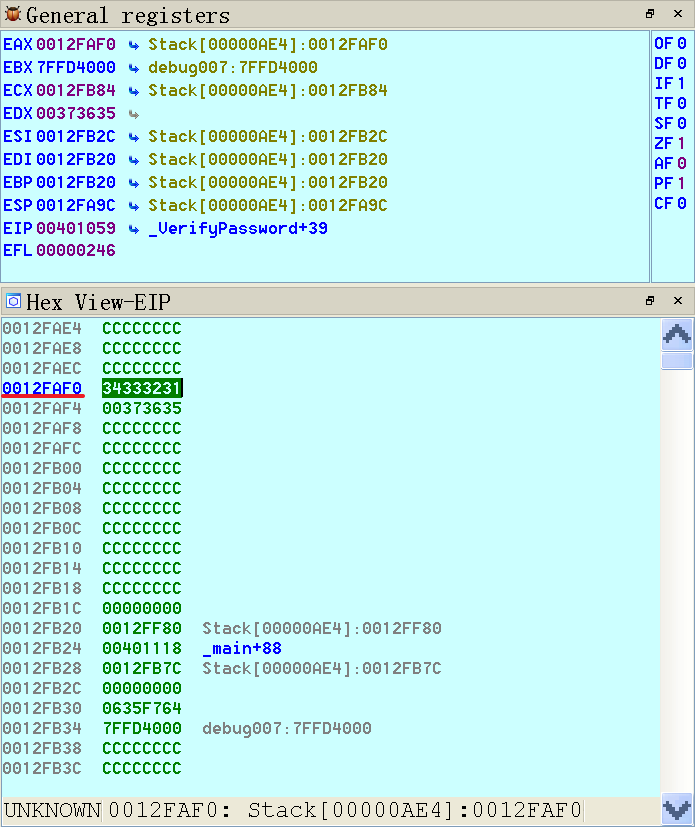 General registers
EAX 0012FAF0 ↳ Stack[00000AE4]:0012FAF0
EBX 7FFD4000 ↳ debug007:7FFD4000
ECX 0012FB84 ↳ Stack[00000AE4]:0012FB84
EDX 00373635 ↳
ESI 0012FB2C ↳ Stack[00000AE4]:0012FB2C
EDI 0012FB20 ↳ Stack[00000AE4]:0012FB20
EBP 0012FB20 ↳ Stack[00000AE4]:0012FB20
ESP 0012FA9C ↳ Stack[00000AE4]:0012FA9C
EIP 00401059 ↳ _VerifyPassword+39
EFL 00000246
OF 0
DF 0
IF 1
TF 0
SF 0
ZF 1
AF 0
PF 1
CF 0
Hex View-EIP
0012FAE4 CCCCCCCC
0012FAE8 CCCCCCCC
0012FAEC CCCCCCCC
0012FAF0 34333231
0012FAF4 00373635
0012FAF8 CCCCCCCC
0012FAFC CCCCCCCC
0012FB00 CCCCCCCC
0012FB04 CCCCCCCC
0012FB08 CCCCCCCC
0012FB0C CCCCCCCC
0012FB10 CCCCCCCC
0012FB14 CCCCCCCC
0012FB18 CCCCCCCC
0012FB1C 00000000
0012FB20 0012FF80 Stack[00000AE4]:0012FF80
0012FB24 00401118 _main+88
0012FB28 0012FB7C Stack[00000AE4]:0012FB7C
0012FB2C 00000000
0012FB30 0635F764
0012FB34 7FFD4000 debug007:7FFD4000
0012FB38 CCCCCCCC
0012FB3C CCCCCCCC
UNKNOWN 0012FAF0: Stack[00000AE4]:0012FAF0